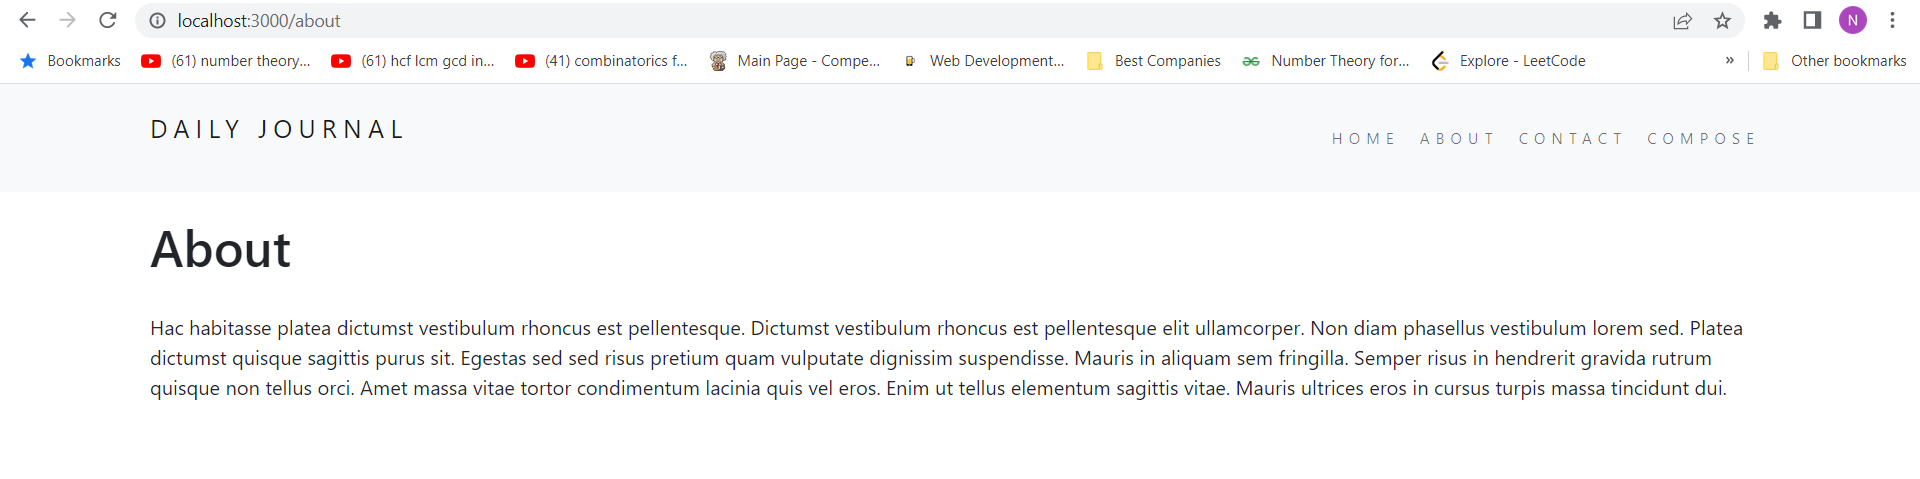 localhost:3000/about
N
Bookmarks (61) number theory... (61) hcf lcm gcd in... (41) combinatorics f... Main Page - Compe... Web Development... Best Companies Number Theory for... Explore - LeetCode » Other bookmarks
DAILY JOURNAL
HOME ABOUT CONTACT COMPOSE
About
Hac habitasse platea dictumst vestibulum rhoncus est pellentesque. Dictumst vestibulum rhoncus est pellentesque elit ullamcorper. Non diam phasellus vestibulum lorem sed. Platea
dictumst quisque sagittis purus sit. Egestas sed sed risus pretium quam vulputate dignissim suspendisse. Mauris in aliquam sem fringilla. Semper risus in hendrerit gravida rutrum
quisque non tellus orci. Amet massa vitae tortor condimentum lacinia quis vel eros. Enim ut tellus elementum sagittis vitae. Mauris ultrices eros in cursus turpis massa tincidunt dui.